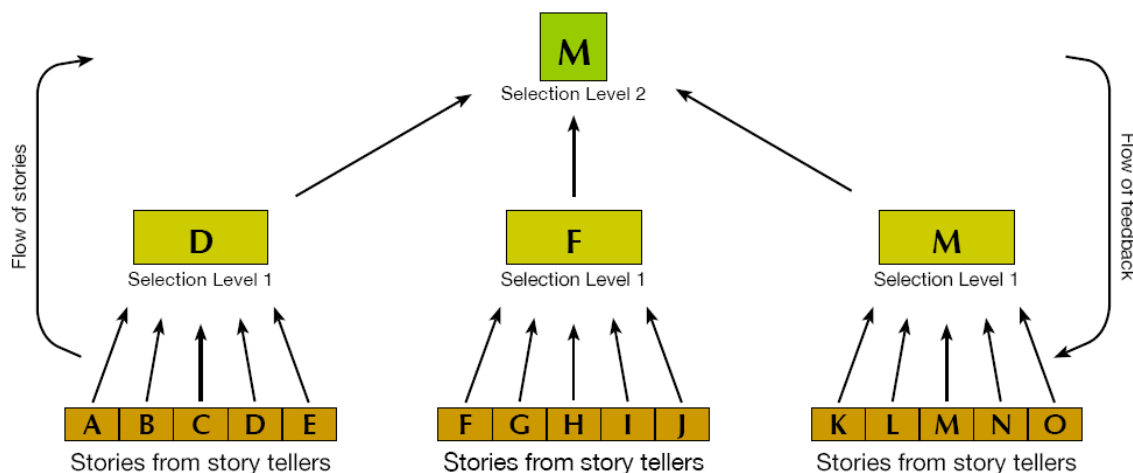 M
Selection Level 2
Flow of stories
Flow of feedback
D
F
M
Selection Level 1
Selection Level 1
Selection Level 1
A B C D E
F G H I J
K L M N O
Stories from story tellers
Stories from story tellers
Stories from story tellers